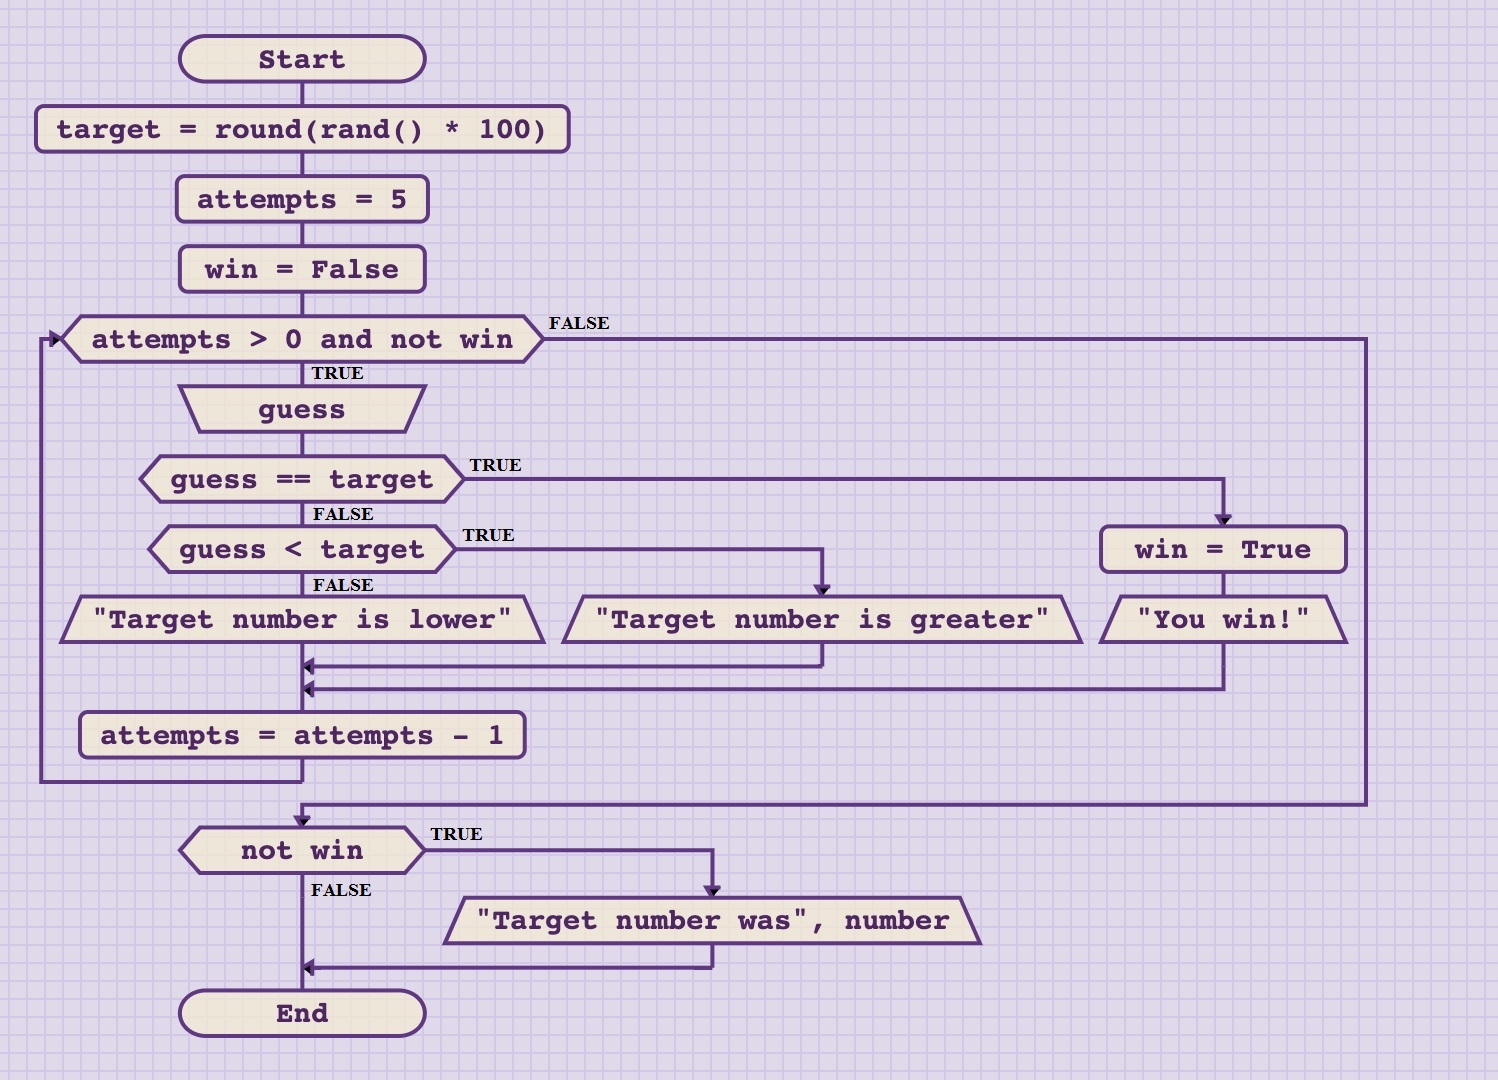 Start
target = round(rand() * 100)
attempts = 5
win = False
attempts > 0 and not win
FALSE
TRUE
guess
guess == target
TRUE
FALSE
guess < target
TRUE
win = True
FALSE
"Target number is lower"
"Target number is greater"
"You win!"
attempts = attempts - 1
not win
TRUE
FALSE
"Target number was", number
End